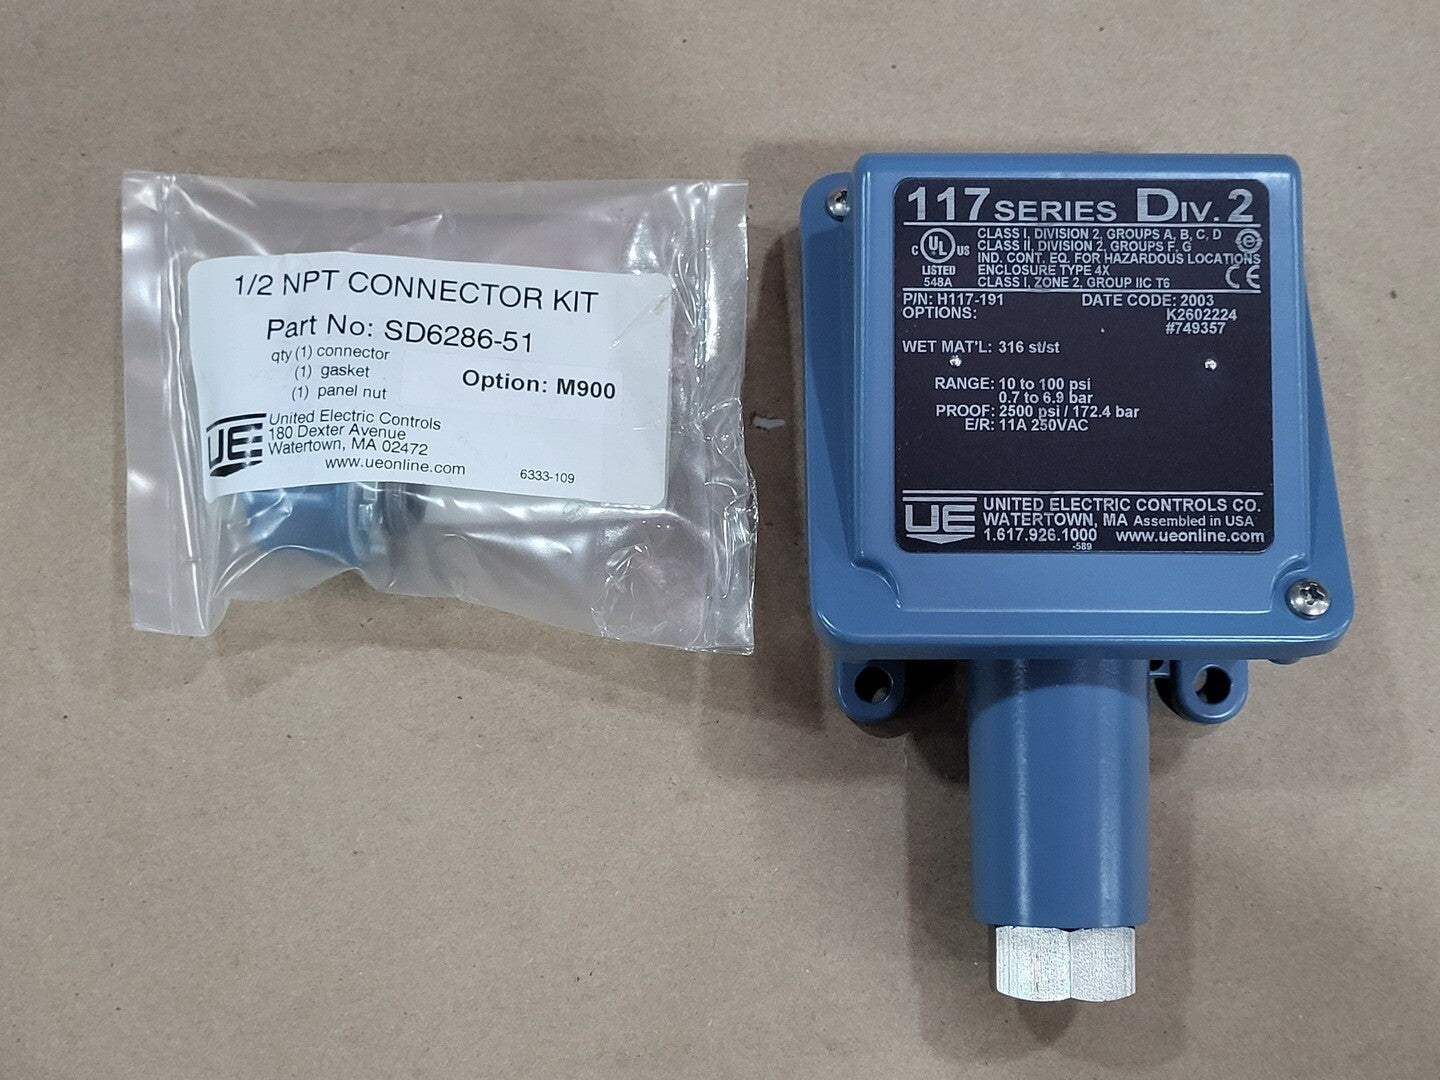 1/2 NPT CONNECTOR KIT
Part No: SD6286-51
qty (1) connector
(1) gasket
(1) panel nut
Option: M900
UE
United Electric Controls
180 Dexter Avenue
Watertown, MA 02472
www.ueonline.com
6333-109
117 SERIES DIV. 2
C UL US
LISTED
548A
CLASS I, DIVISION 2, GROUPS A, B, C, D
CLASS II, DIVISION 2, GROUPS F, G
IND. CONT. EQ. FOR HAZARDOUS LOCATIONS
ENCLOSURE TYPE 4X
CLASS I, ZONE 2, GROUP IIC T6
CE
P/N: H117-191
DATE CODE: 2003
OPTIONS:
K2602224
#749357
WET MAT'L: 316 st/st
RANGE: 10 to 100 psi
0.7 to 6.9 bar
PROOF: 2500 psi / 172.4 bar
E/R: 11A 250VAC
UE
UNITED ELECTRIC CONTROLS CO.
WATERTOWN, MA Assembled in USA
1.617.926.1000 www.ueonline.com
-589